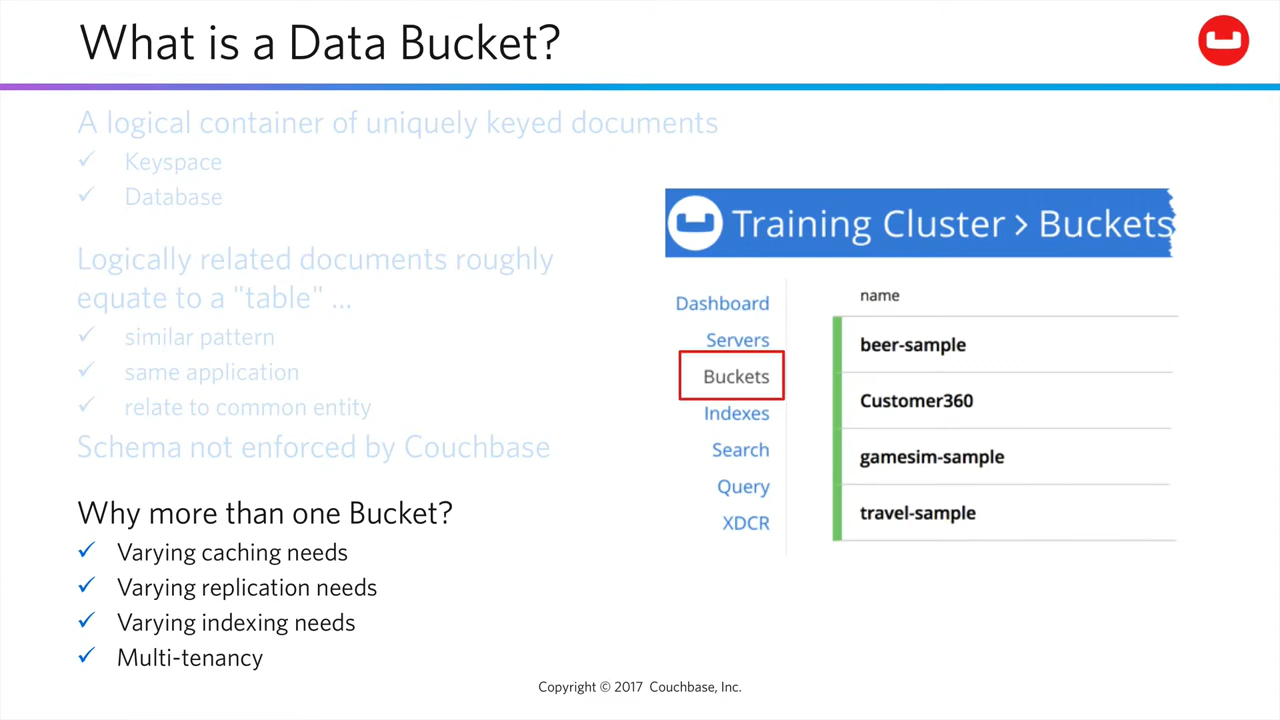 What is a Data Bucket?
A logical container of uniquely keyed documents
✓ Keyspace
✓ Database
Logically related documents roughly
equate to a "table" ...
✓ similar pattern
✓ same application
✓ relate to common entity
Schema not enforced by Couchbase
Why more than one Bucket?
✓ Varying caching needs
✓ Varying replication needs
✓ Varying indexing needs
✓ Multi-tenancy
Training Cluster > Buckets
Dashboard
Servers
Buckets
Indexes
Search
Query
XDCR
name
beer-sample
Customer360
gamesim-sample
travel-sample
Copyright © 2017 Couchbase, Inc.